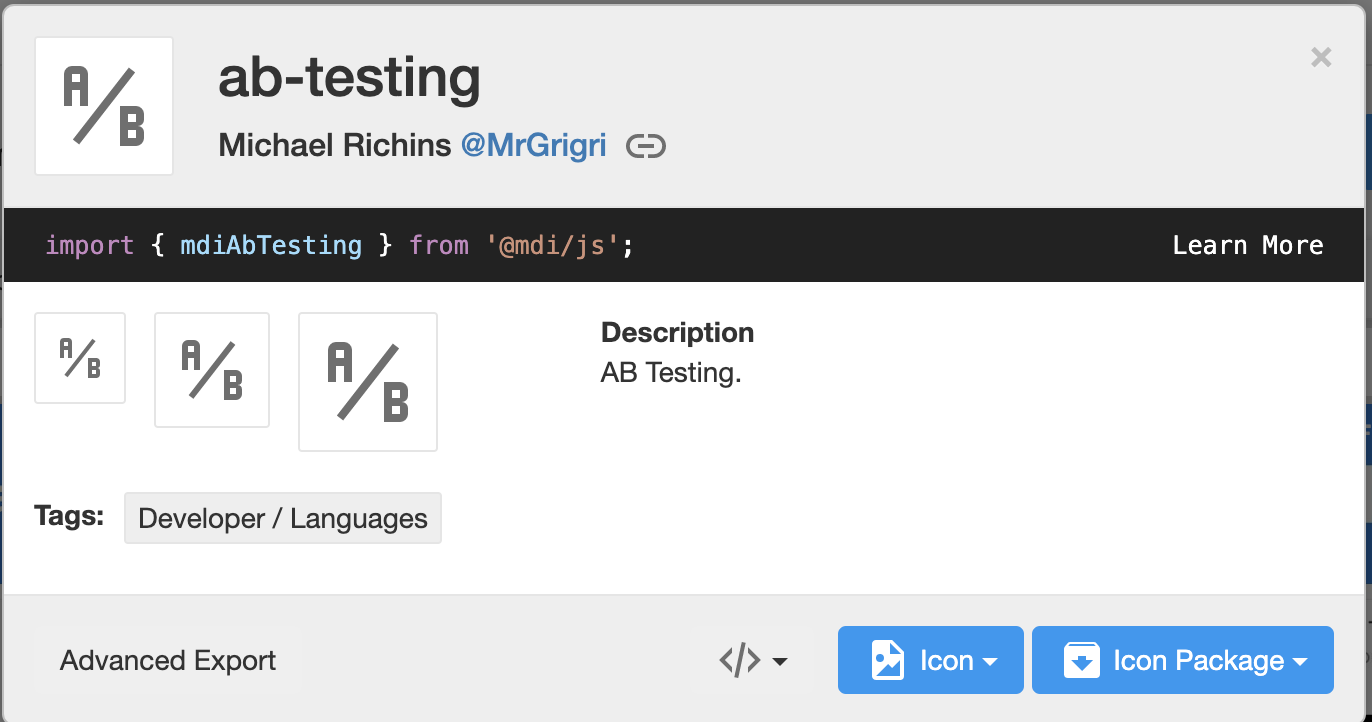 A/B
ab-testing
Michael Richins @MrGrigri
import { mdiAbTesting } from '@mdi/js';
Learn More
A/B
A/B
A/B
Description
AB Testing.
Tags:
Developer / Languages
Advanced Export
</>
Icon
Icon Package